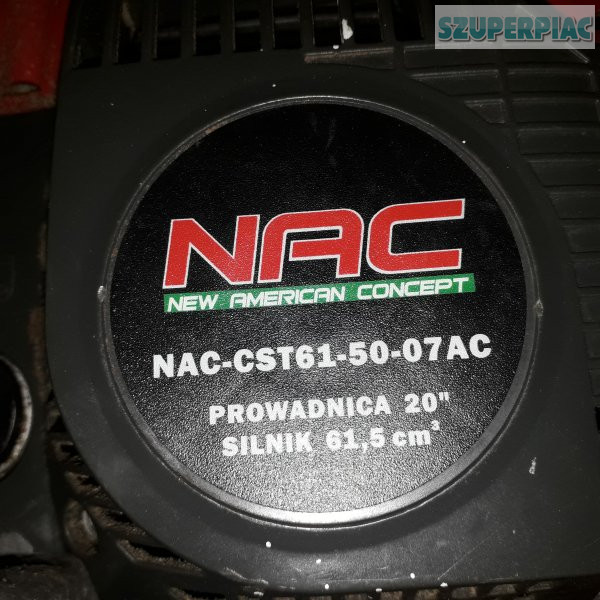 SZUPERPIAC
NAC
NEW AMERICAN CONCEPT
NAC-CST61-50-07AC
PROWADNICA 20"
SILNIK 61,5 cm³